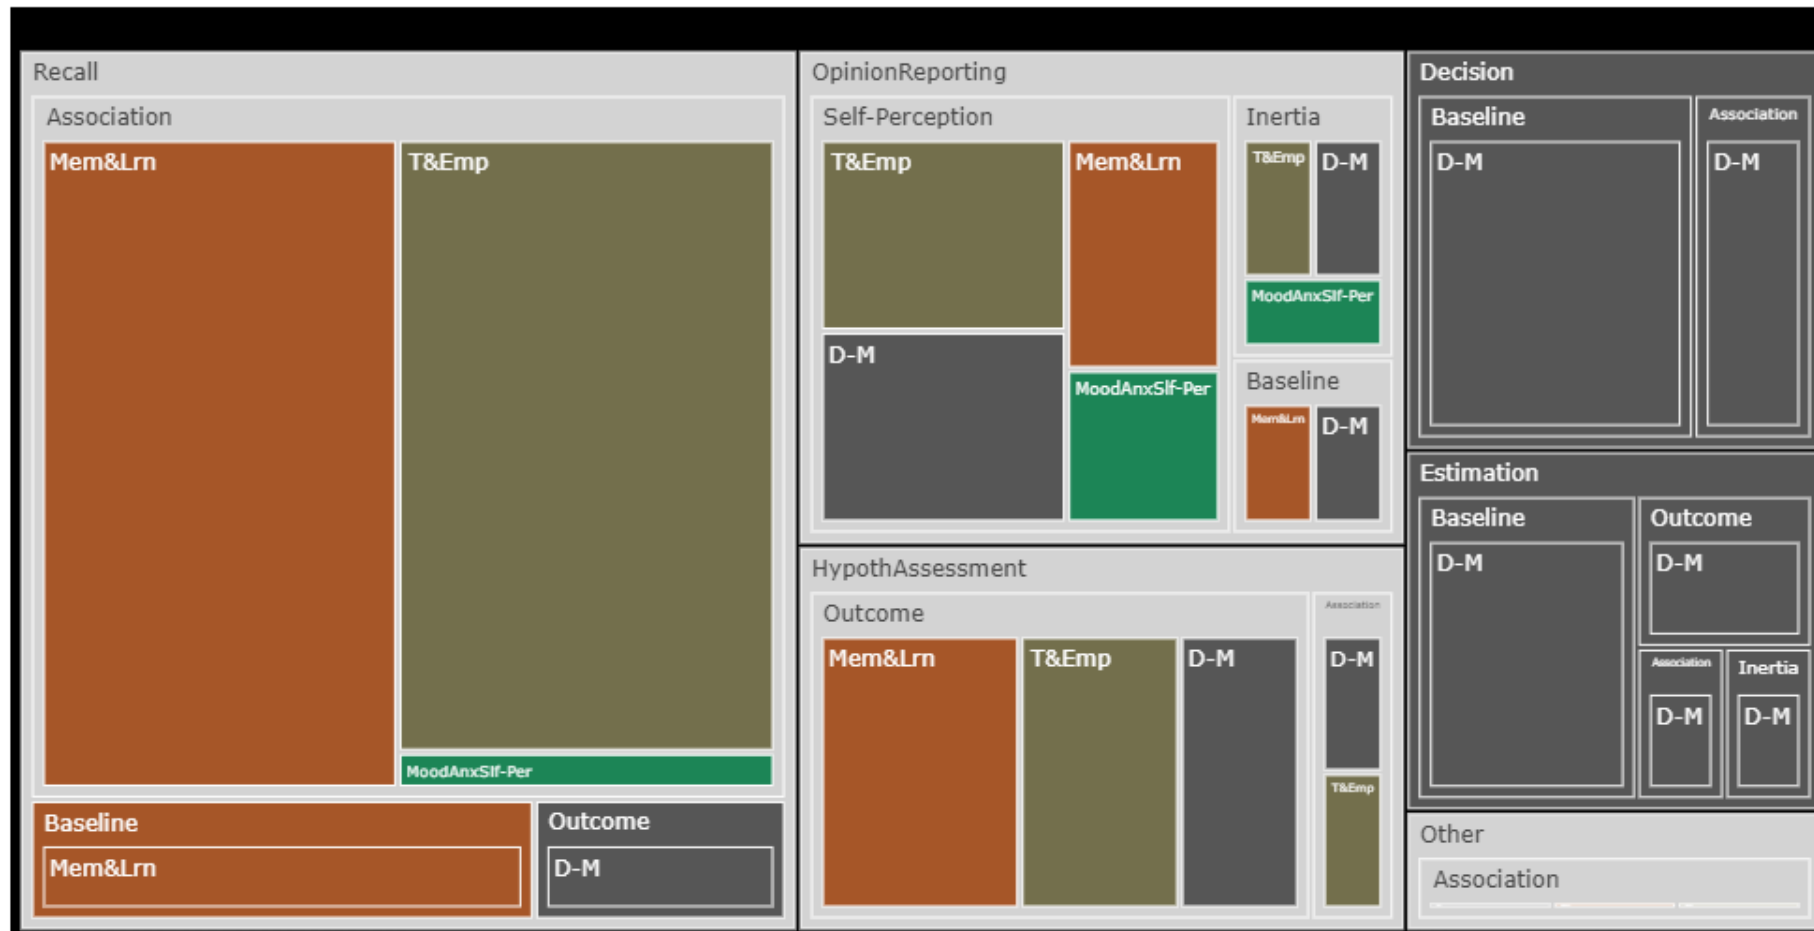 Recall
Association
Mem&Lrn
T&Emp
MoodAnxSlf-Per
Baseline
Mem&Lrn
Outcome
D-M
OpinionReporting
Self-Perception
T&Emp
Mem&Lrn
D-M
MoodAnxSlf-Per
Inertia
T&Emp
D-M
MoodAnxSlf-Per
Baseline
Mem&Lrn
D-M
HypothAssessment
Outcome
Mem&Lrn
T&Emp
D-M
Association
D-M
T&Emp
Decision
Baseline
D-M
Association
D-M
Estimation
Baseline
D-M
Outcome
D-M
Association
D-M
Inertia
D-M
Other
Association